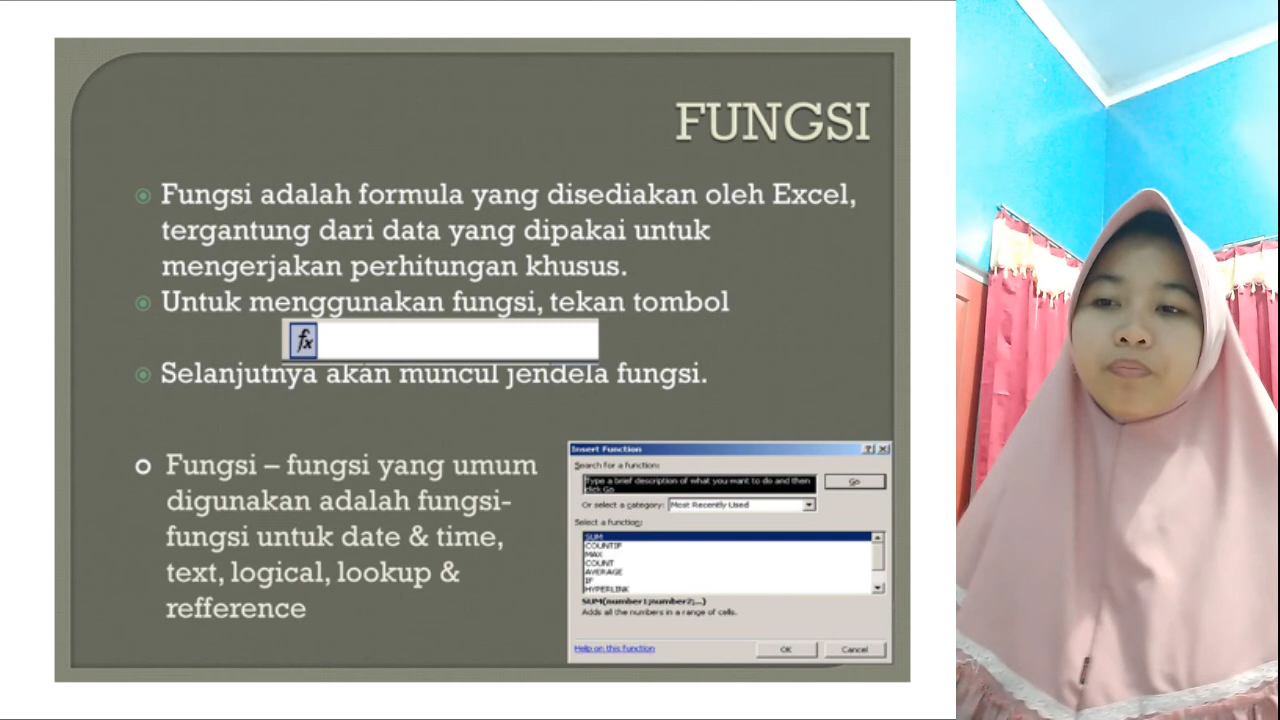 FUNGSI
Fungsi adalah formula yang disediakan oleh Excel,
tergantung dari data yang dipakai untuk
mengerjakan perhitungan khusus.
Untuk menggunakan fungsi, tekan tombol
fx
Selanjutnya akan muncul jendela fungsi.
Fungsi – fungsi yang umum
digunakan adalah fungsi-
fungsi untuk date & time,
text, logical, lookup &
refference
Insert Function
Search for a function:
Type a brief description of what you want to do and then
click Go
Go
Or select a category: Most Recently Used
Select a function:
SUM
COUNTIF
MAX
COUNT
AVERAGE
IF
HYPERLINK
SUM(number1;number2;...)
Adds all the numbers in a range of cells.
Help on this function
OK
Cancel